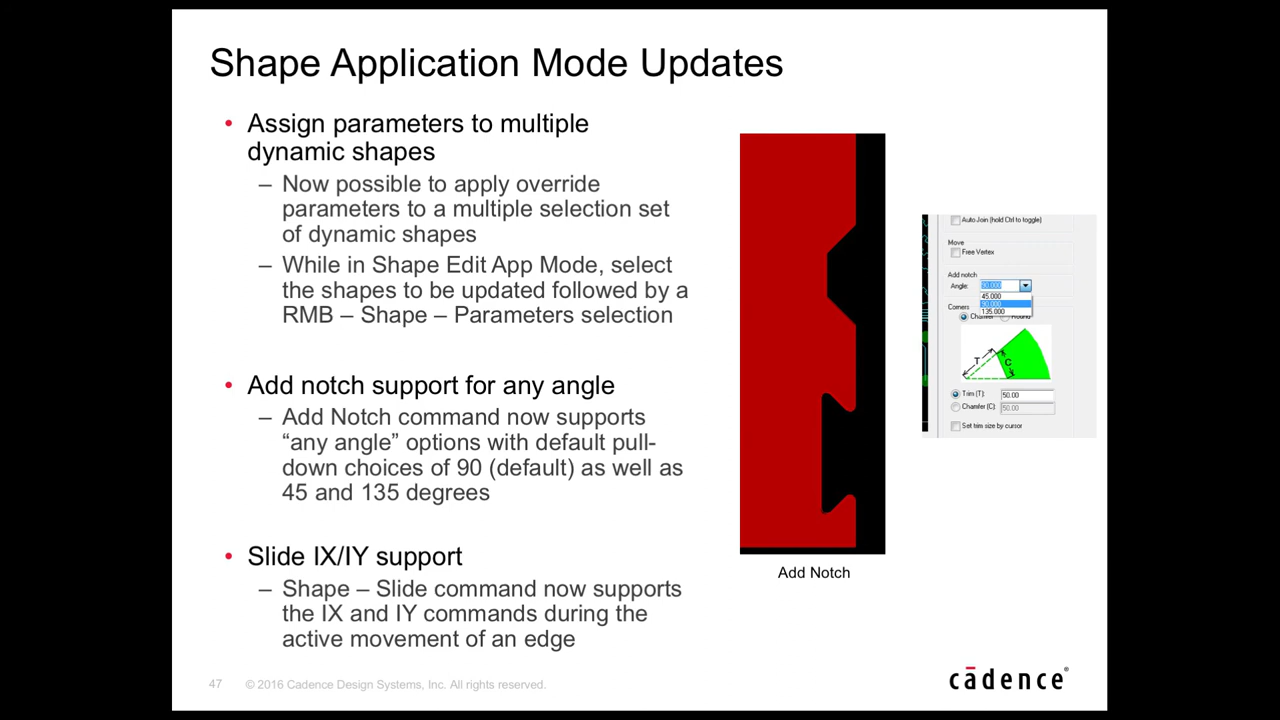 Shape Application Mode Updates
• Assign parameters to multiple
dynamic shapes
– Now possible to apply override
parameters to a multiple selection set
of dynamic shapes
– While in Shape Edit App Mode, select
the shapes to be updated followed by a
RMB – Shape – Parameters selection
• Add notch support for any angle
– Add Notch command now supports
“any angle” options with default pull-
down choices of 90 (default) as well as
45 and 135 degrees
• Slide IX/IY support
– Shape – Slide command now supports
the IX and IY commands during the
active movement of an edge
Add Notch
Auto Join (hold Ctrl to toggle)
Move
Free Vertex
Add notch
Angle: 90.000
45.000
90.000
135.000
Corners
T
C
Trim (T): 50.00
Chamfer (C): 50.00
Set trim size by cursor
47 © 2016 Cadence Design Systems, Inc. All rights reserved.
cādence®